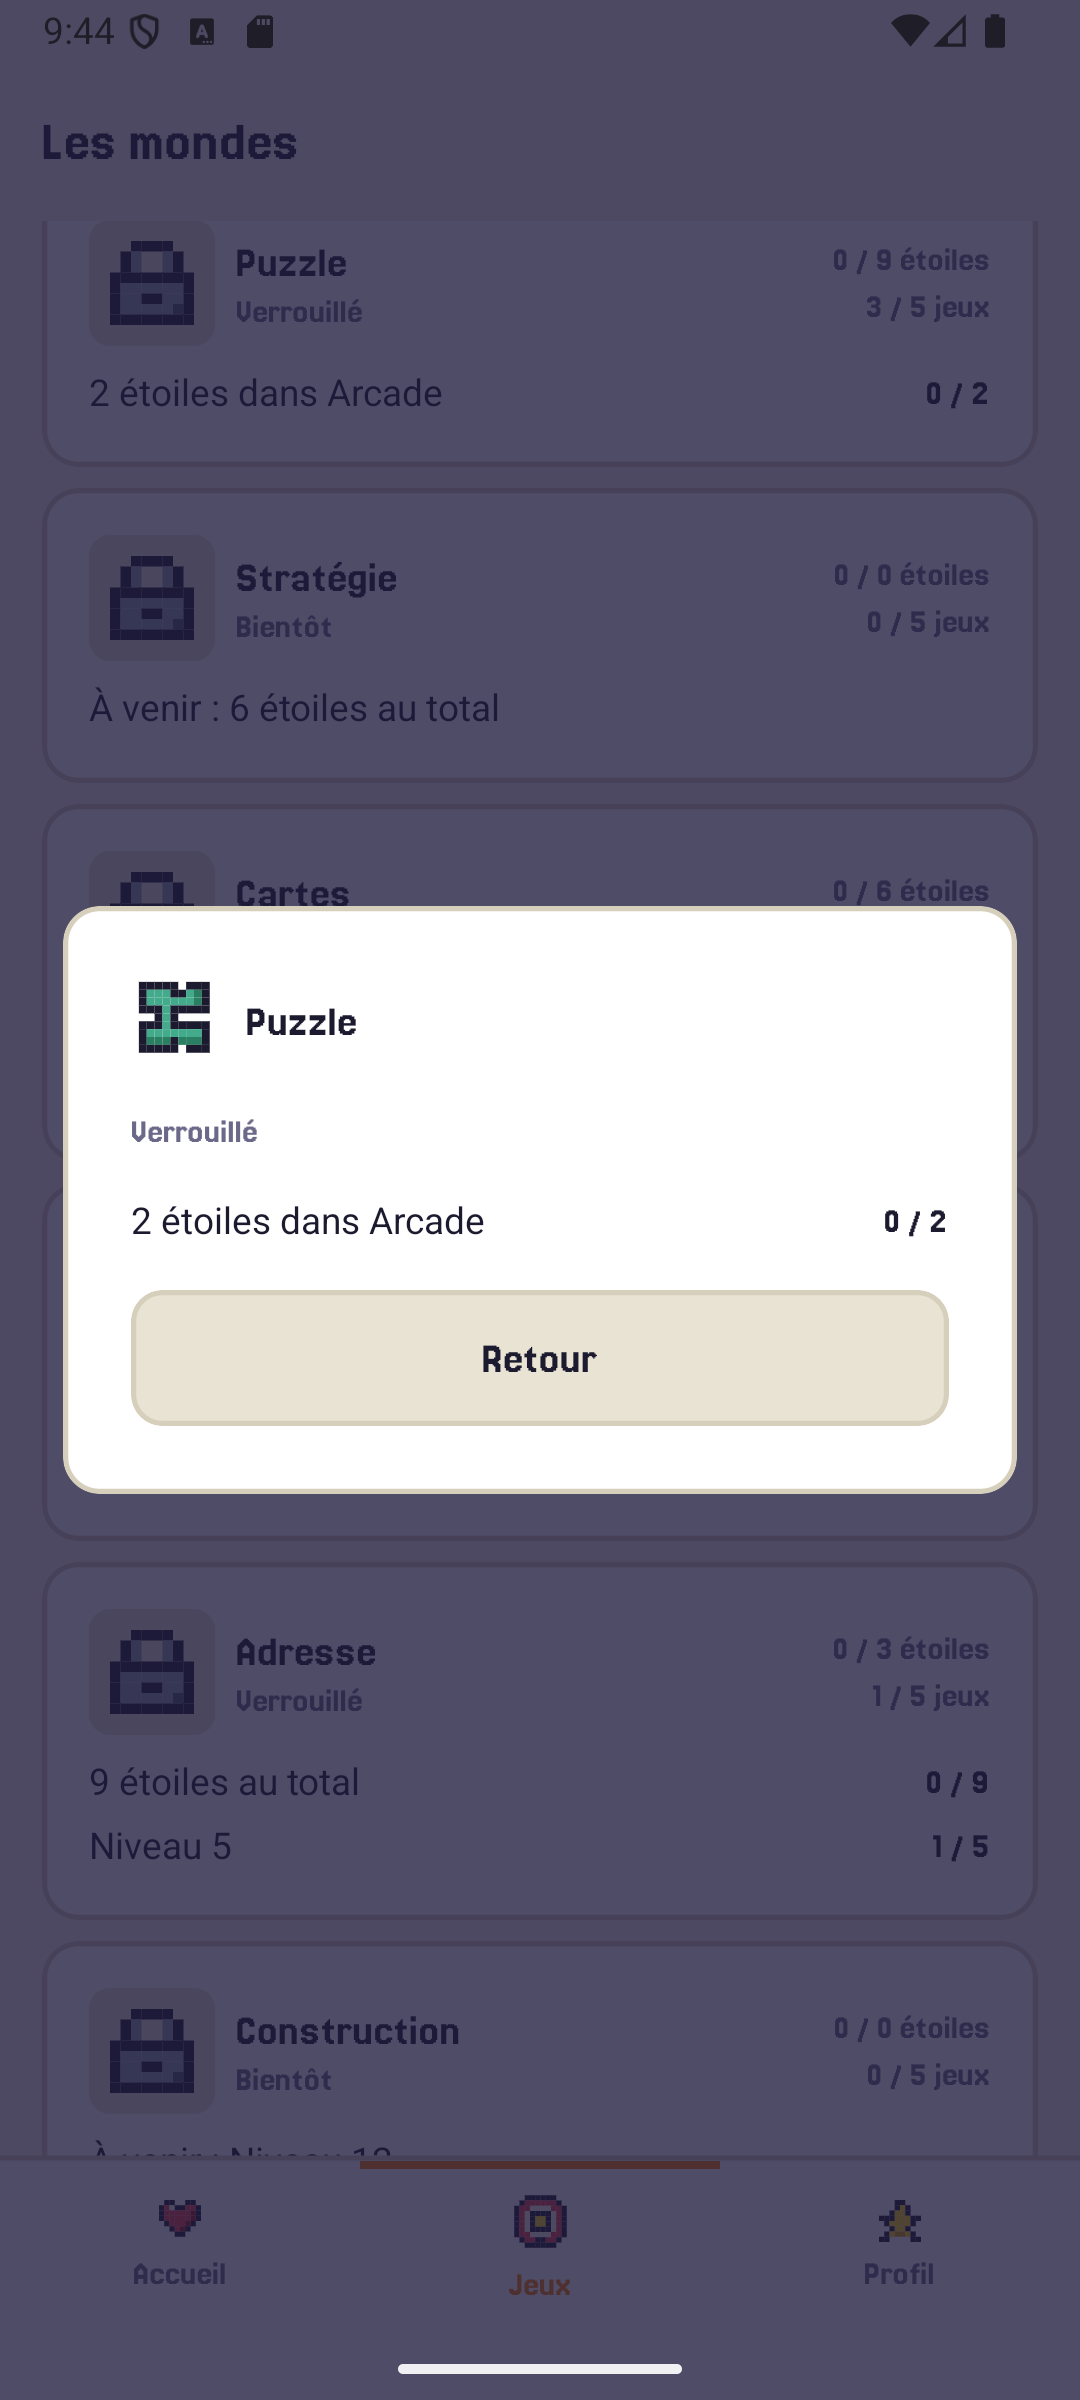 9:44
Les mondes
Puzzle
0 / 9 étoiles
Verrouillé
3 / 5 jeux
2 étoiles dans Arcade
0 / 2
Stratégie
0 / 0 étoiles
Bientôt
0 / 5 jeux
À venir : 6 étoiles au total
Cartes
0 / 6 étoiles
Puzzle
Verrouillé
2 étoiles dans Arcade
0 / 2
Retour
Adresse
0 / 3 étoiles
Verrouillé
1 / 5 jeux
9 étoiles au total
0 / 9
Niveau 5
1 / 5
Construction
0 / 0 étoiles
Bientôt
0 / 5 jeux
À venir : Niveau
Accueil
Jeux
Profil